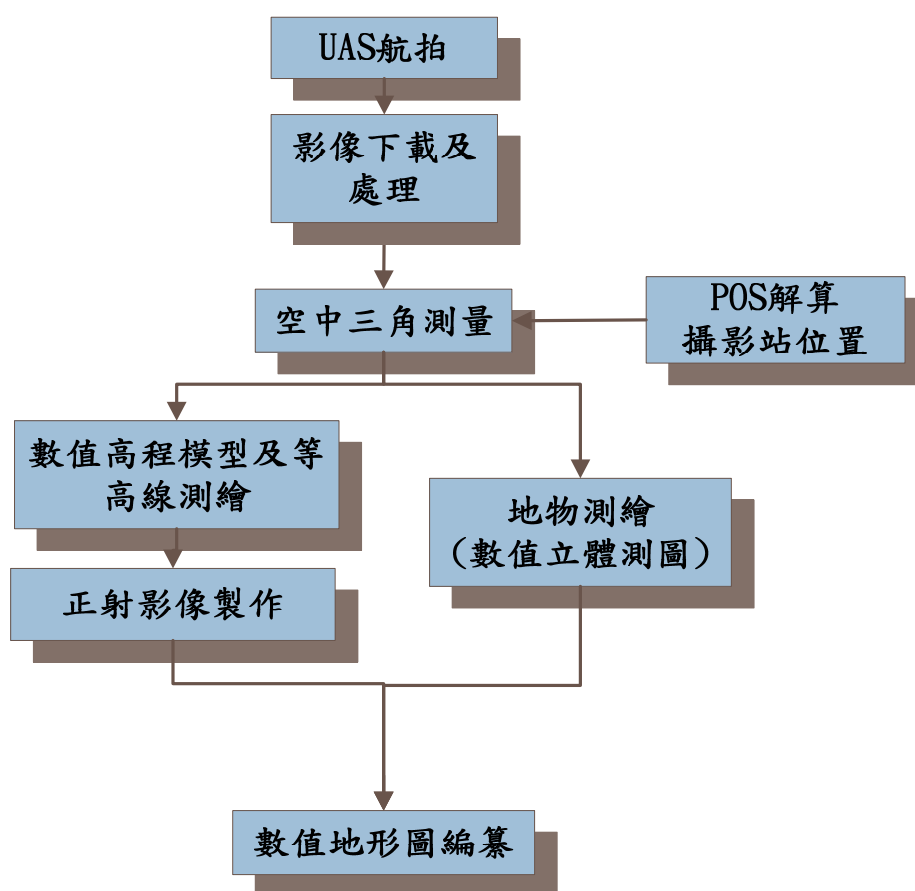 UAS航拍
影像下載及
處理
空中三角測量
POS解算
攝影站位置
數值高程模型及等
高線測繪
地物測繪
(數值立體測圖)
正射影像製作
數值地形圖編纂